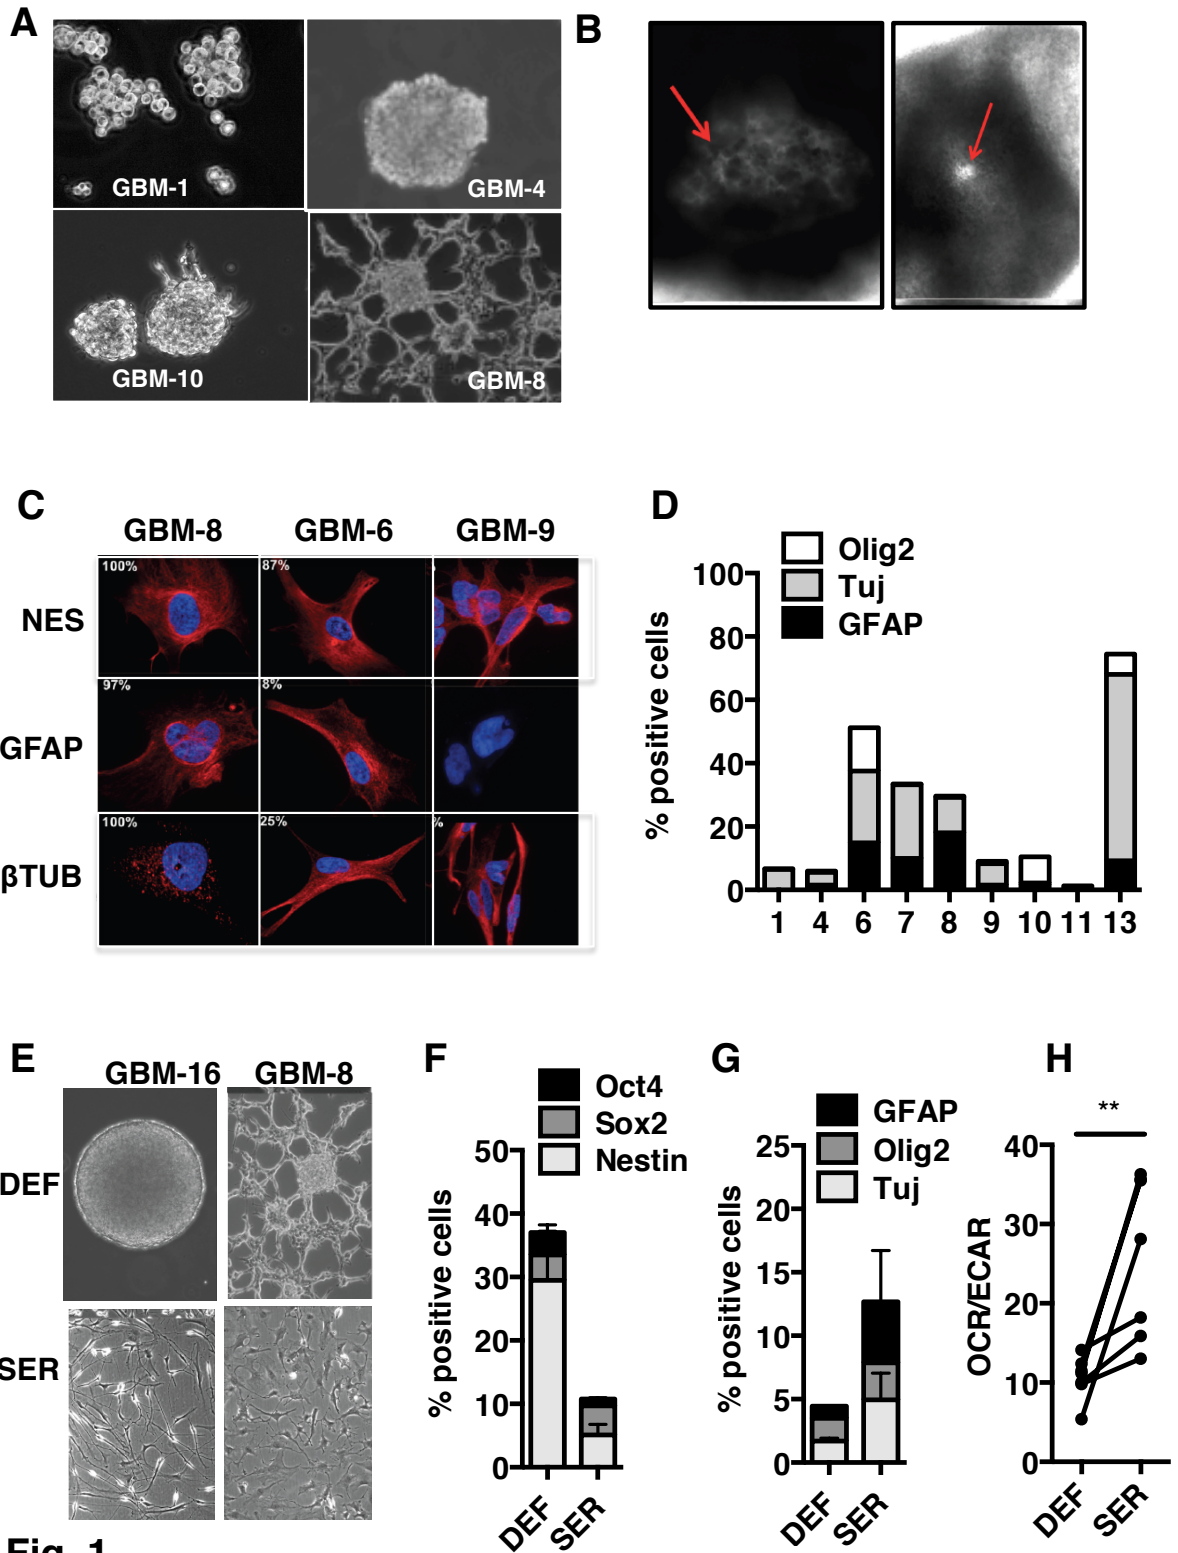 A
B
GBM-1
GBM-4
GBM-10
GBM-8
C
GBM-8
GBM-6
GBM-9
NES
100%
87%
GFAP
97%
8%
βTUB
100%
25%
%
D
Olig2
Tuj
GFAP
% positive cells
100
80
60
40
20
0
1 4 6 7 8 9 10 11 13
E
GBM-16
GBM-8
DEF
SER
F
Oct4
Sox2
Nestin
% positive cells
50
40
30
20
10
0
DEF
SER
G
GFAP
Olig2
Tuj
% positive cells
25
20
15
10
5
0
DEF
SER
H
**
OCR/ECAR
40
30
20
10
0
DEF
SER
Fig. 1